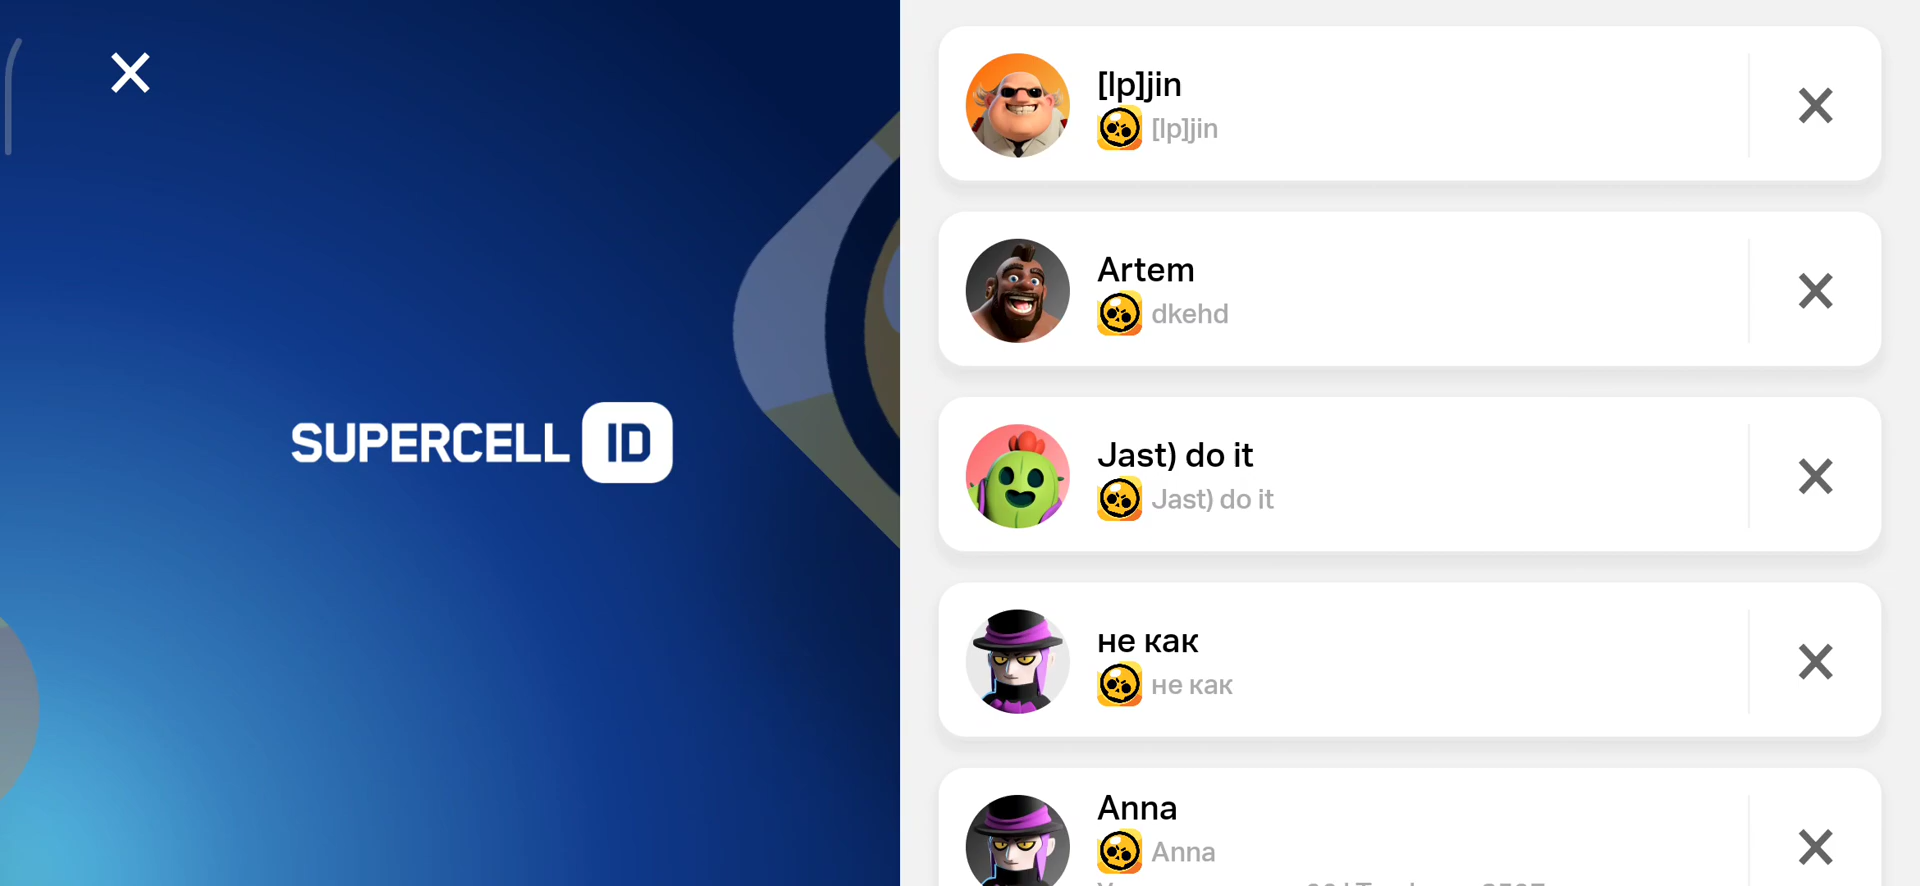 SUPERCELL ID
[lp]jin
[lp]jin
Artem
dkehd
Jast) do it
Jast) do it
не как
не как
Anna
Anna